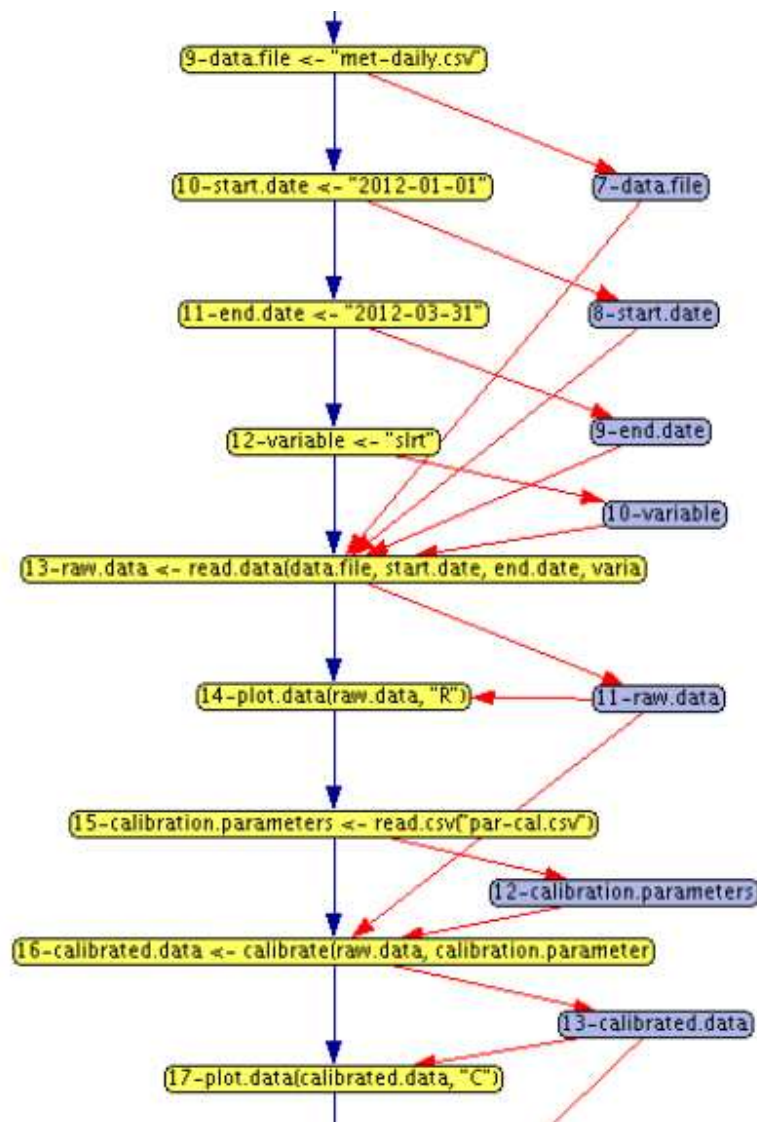 9-data.file <- "met-daily.csv"
10-start.date <- "2012-01-01"
7-data.file
11-end.date <- "2012-03-31"
8-start.date
12-variable <- "slrt"
9-end.date
10-variable
13-raw.data <- read.data(data.file, start.date, end.date, varia
14-plot.data(raw.data, "R")
11-raw.data
15-calibration.parameters <- read.csv("par-cal.csv")
12-calibration.parameters
16-calibrated.data <- calibrate(raw.data, calibration.parameter
13-calibrated.data
17-plot.data(calibrated.data, "C")